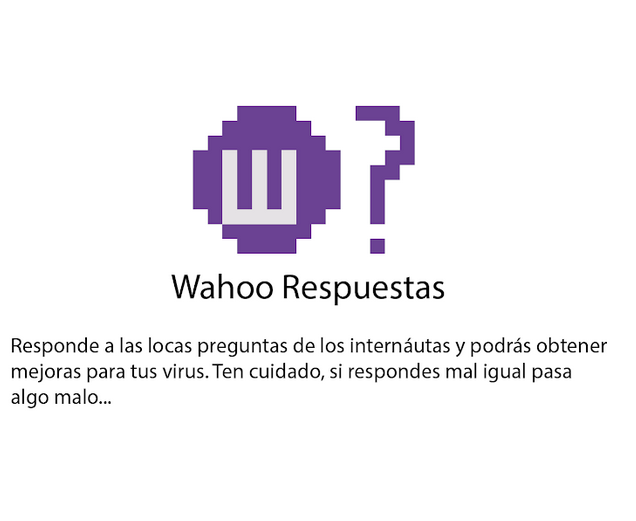 W?
Wahoo Respuestas
Responde a las locas preguntas de los internáutas y podrás obtener
mejoras para tus virus. Ten cuidado, si respondes mal igual pasa
algo malo...